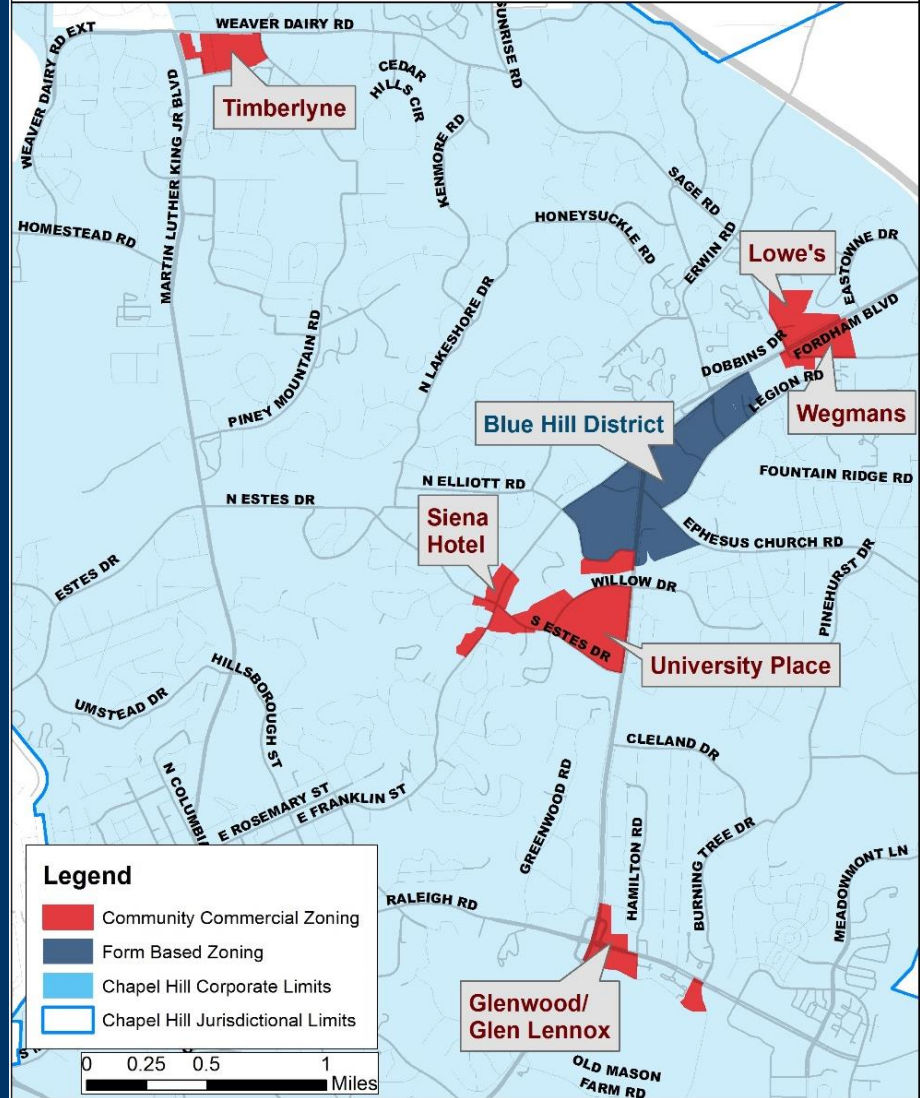 WEAVER DAIRY RD
WEAVER DAIRY RD EXT
SUNRISE RD
CEDAR
HILLS CIR
Timberlyne
KENMORE RD
MARTIN LUTHER KING JR BLVD
SAGE RD
HOMESTEAD RD
HONEYSUCKLE RD
ERWIN RD
Lowe's
EASTOWNE DR
N LAKESHORE DR
PINEY MOUNTAIN RD
DOBBINS DR
FORDHAM BLVD
LEGION RD
Wegmans
Blue Hill District
N ELLIOTT RD
FOUNTAIN RIDGE RD
N ESTES DR
Siena
Hotel
EPHESUS CHURCH RD
ESTES DR
WILLOW DR
PINEHURST DR
S ESTES DR
University Place
UMSTEAD DR
HILLSBOROUGH ST
CLELAND DR
N COLUMBIA
E ROSEMARY ST
E FRANKLIN ST
GREENWOOD RD
HAMILTON RD
BURNING TREE DR
MEADOWMONT LN
RALEIGH RD
Glenwood/
Glen Lennox
OLD MASON
FARM RD
Legend
Community Commercial Zoning
Form Based Zoning
Chapel Hill Corporate Limits
Chapel Hill Jurisdictional Limits
0 0.25 0.5 1
Miles